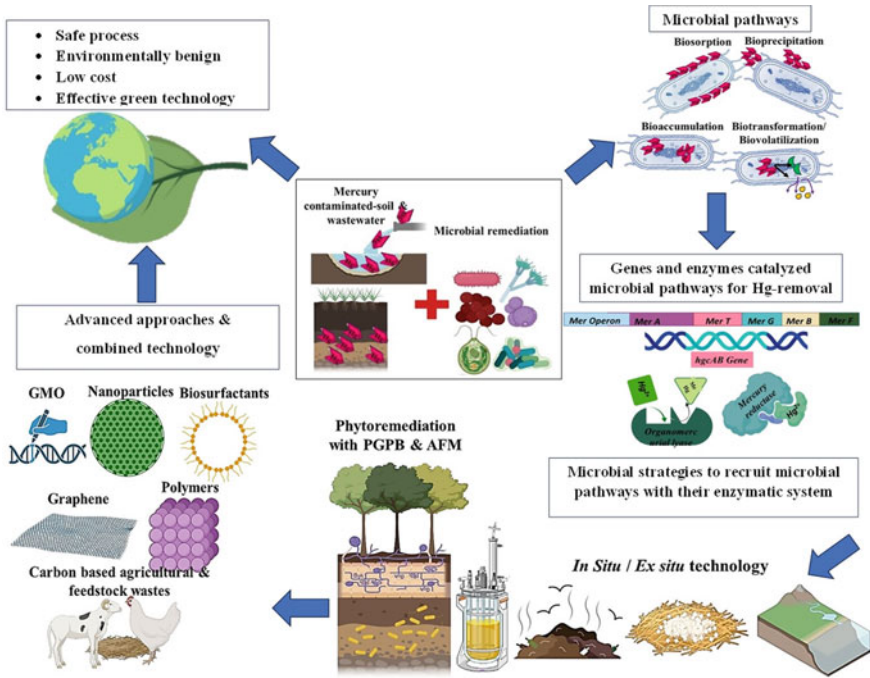 • Safe process
• Environmentally benign
• Low cost
• Effective green technology
Microbial pathways
Biosorption
Bioprecipitation
Bioaccumulation
Biotransformation/
Biovolatilization
Mercury
contaminated-soil &
wastewater
Microbial remediation
Genes and enzymes catalyzed
microbial pathways for Hg-removal
Mer Operon
Mer A
Mer T
Mer G
Mer B
Mer F
hgcAB Gene
Organomerc
urial lyase
Mercury
reductase
Microbial strategies to recruit microbial
pathways with their enzymatic system
In Situ / Ex situ technology
Phytoremediation
with PGPB & AFM
Advanced approaches &
combined technology
GMO
Nanoparticles
Biosurfactants
Graphene
Polymers
Carbon based agricultural &
feedstock wastes